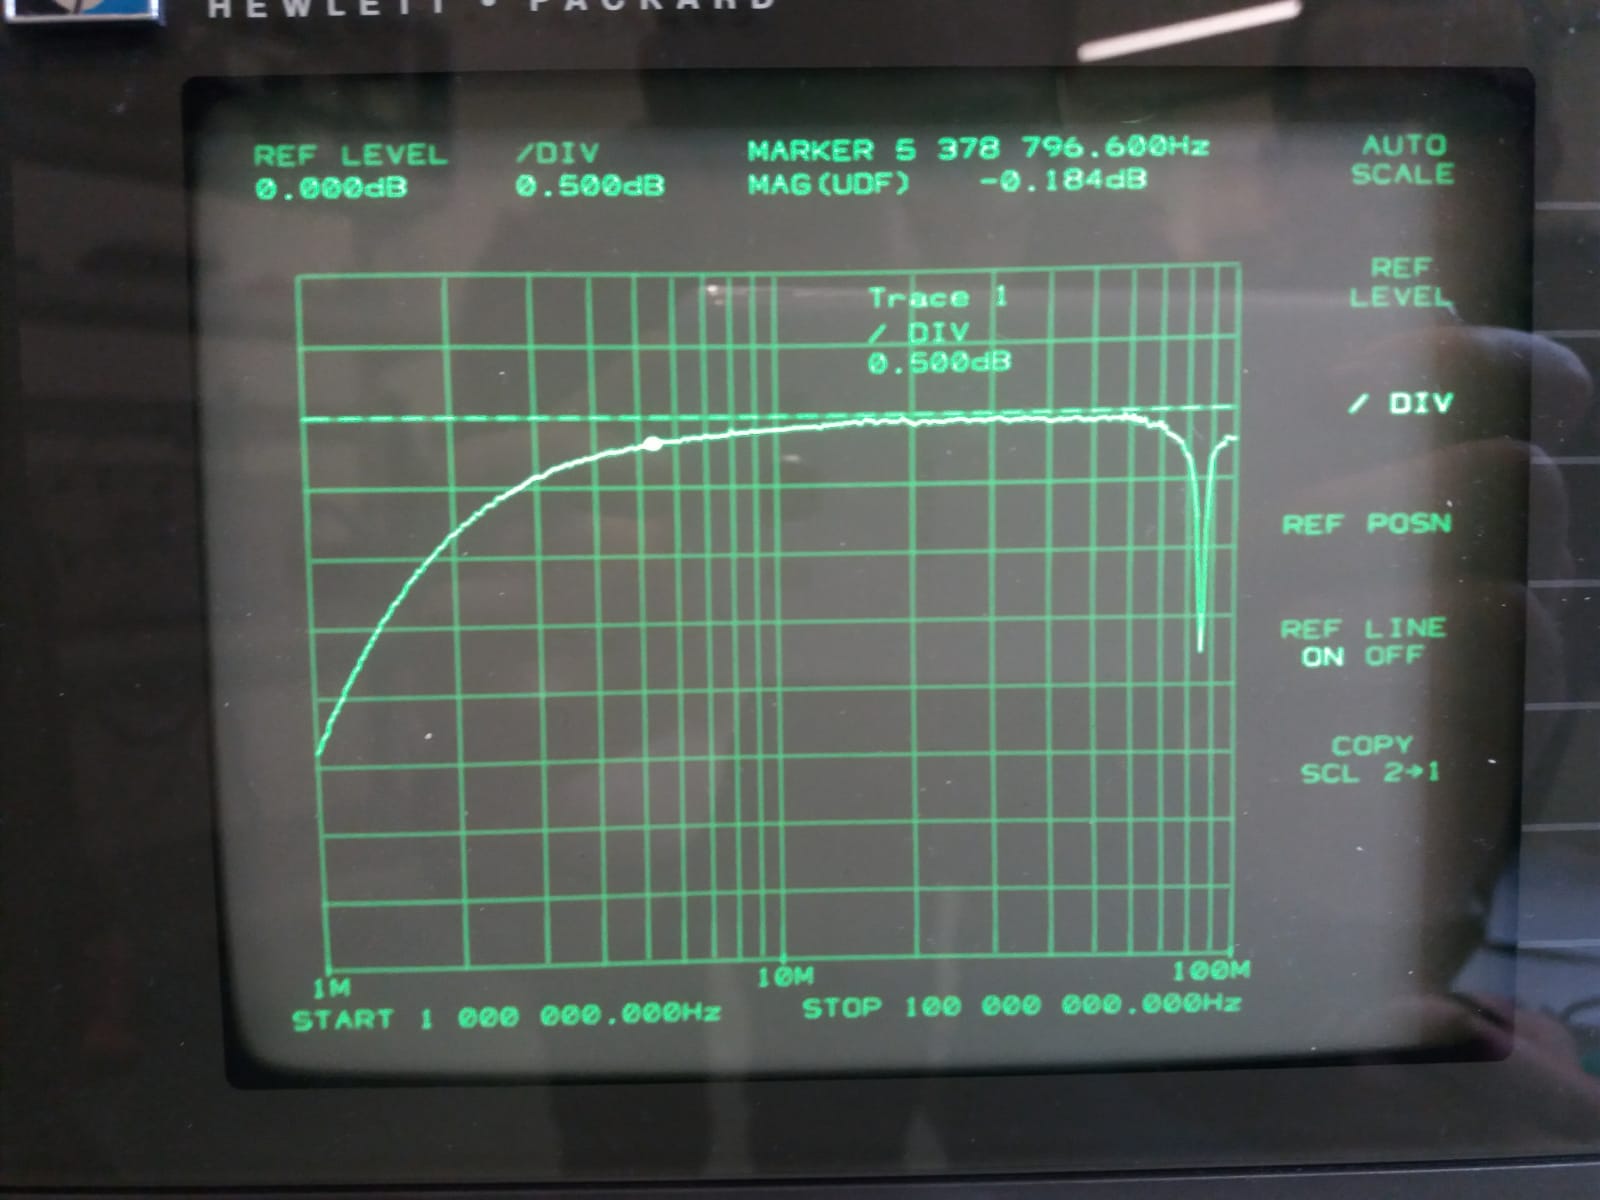 HEWLETT • PACKARD
REF LEVEL /DIV MARKER 5 378 796.600Hz
0.000dB 0.500dB MAG(UDF) -0.184dB
AUTO
SCALE
REF
LEVEL
Trace 1
/ DIV
0.500dB
/ DIV
REF POSN
REF LINE
ON OFF
COPY
SCL 2→1
1M 10M 100M
START 1 000 000.000Hz STOP 100 000 000.000Hz